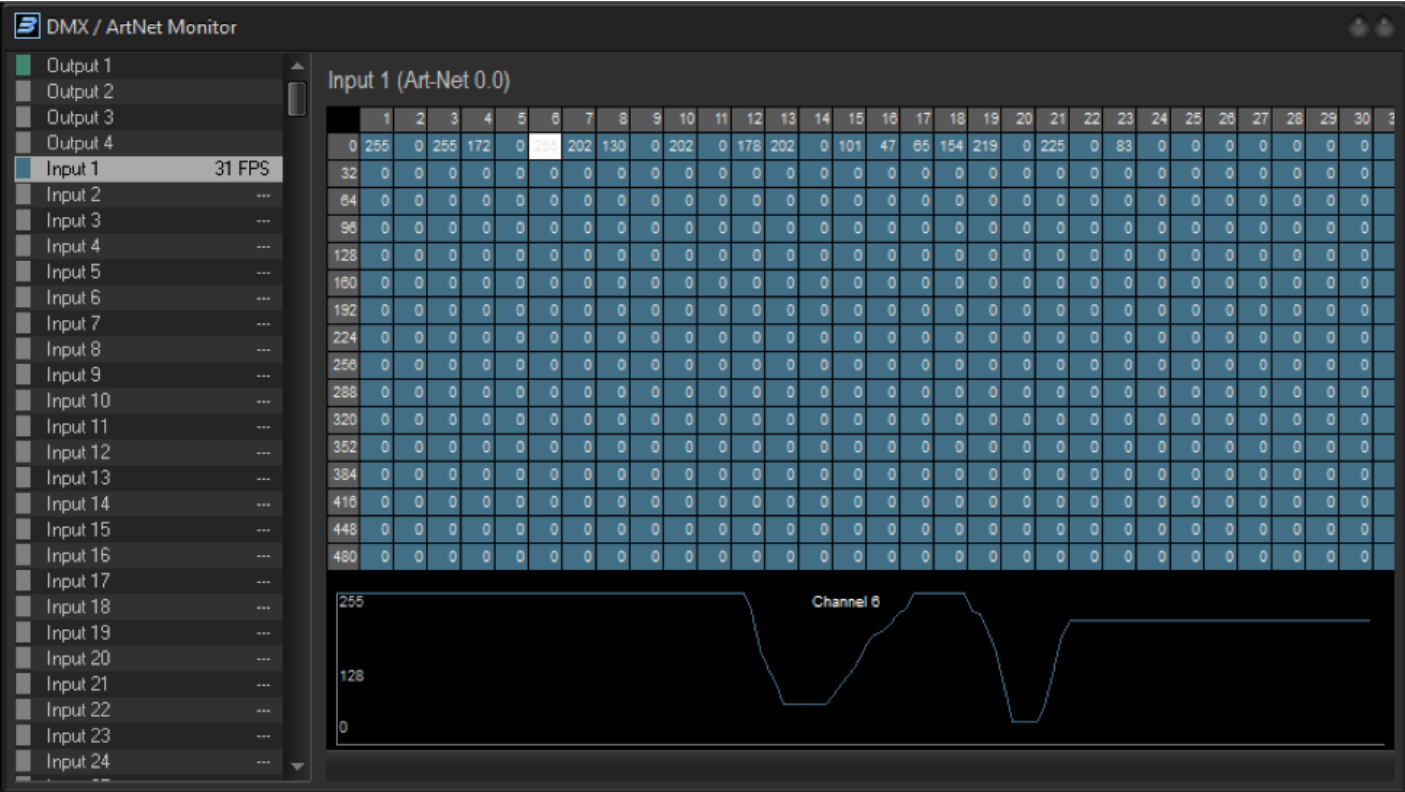 DMX / ArtNet Monitor
Output 1
Output 2
Output 3
Output 4
Input 1 31 FPS
Input 2 ---
Input 3 ---
Input 4 ---
Input 5 ---
Input 6 ---
Input 7 ---
Input 8 ---
Input 9 ---
Input 10 ---
Input 11 ---
Input 12 ---
Input 13 ---
Input 14 ---
Input 15 ---
Input 16 ---
Input 17 ---
Input 18 ---
Input 19 ---
Input 20 ---
Input 21 ---
Input 22 ---
Input 23 ---
Input 24 ---
Input 1 (Art-Net 0.0)
1 2 3 4 5 6 7 8 9 10 11 12 13 14 15 16 17 18 19 20 21 22 23 24 25 26 27 28 29 30
0 255 0 255 172 0 255 202 130 0 202 0 178 202 0 101 47 65 154 219 0 225 0 83 0 0 0 0 0 0 0
32 0 0 0 0 0 0 0 0 0 0 0 0 0 0 0 0 0 0 0 0 0 0 0 0 0 0 0 0 0 0
64 0 0 0 0 0 0 0 0 0 0 0 0 0 0 0 0 0 0 0 0 0 0 0 0 0 0 0 0 0 0
96 0 0 0 0 0 0 0 0 0 0 0 0 0 0 0 0 0 0 0 0 0 0 0 0 0 0 0 0 0 0
128 0 0 0 0 0 0 0 0 0 0 0 0 0 0 0 0 0 0 0 0 0 0 0 0 0 0 0 0 0 0
160 0 0 0 0 0 0 0 0 0 0 0 0 0 0 0 0 0 0 0 0 0 0 0 0 0 0 0 0 0 0
192 0 0 0 0 0 0 0 0 0 0 0 0 0 0 0 0 0 0 0 0 0 0 0 0 0 0 0 0 0 0
224 0 0 0 0 0 0 0 0 0 0 0 0 0 0 0 0 0 0 0 0 0 0 0 0 0 0 0 0 0 0
256 0 0 0 0 0 0 0 0 0 0 0 0 0 0 0 0 0 0 0 0 0 0 0 0 0 0 0 0 0 0
288 0 0 0 0 0 0 0 0 0 0 0 0 0 0 0 0 0 0 0 0 0 0 0 0 0 0 0 0 0 0
320 0 0 0 0 0 0 0 0 0 0 0 0 0 0 0 0 0 0 0 0 0 0 0 0 0 0 0 0 0 0
352 0 0 0 0 0 0 0 0 0 0 0 0 0 0 0 0 0 0 0 0 0 0 0 0 0 0 0 0 0 0
384 0 0 0 0 0 0 0 0 0 0 0 0 0 0 0 0 0 0 0 0 0 0 0 0 0 0 0 0 0 0
416 0 0 0 0 0 0 0 0 0 0 0 0 0 0 0 0 0 0 0 0 0 0 0 0 0 0 0 0 0 0
448 0 0 0 0 0 0 0 0 0 0 0 0 0 0 0 0 0 0 0 0 0 0 0 0 0 0 0 0 0 0
480 0 0 0 0 0 0 0 0 0 0 0 0 0 0 0 0 0 0 0 0 0 0 0 0 0 0 0 0 0 0
255
Channel 6
128
0